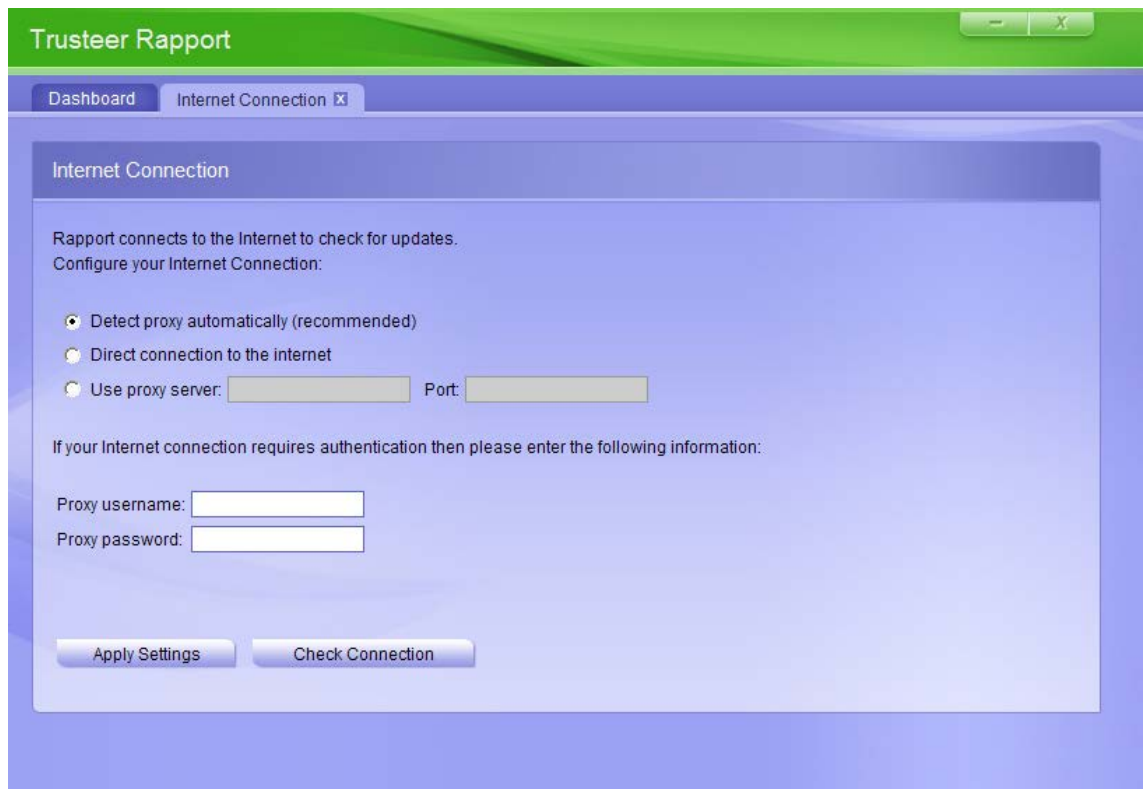 Trusteer Rapport
Dashboard
Internet Connection
Internet Connection
Rapport connects to the Internet to check for updates.
Configure your Internet Connection:
Detect proxy automatically (recommended)
Direct connection to the internet
Use proxy server: Port:
If your Internet connection requires authentication then please enter the following information:
Proxy username:
Proxy password:
Apply Settings Check Connection